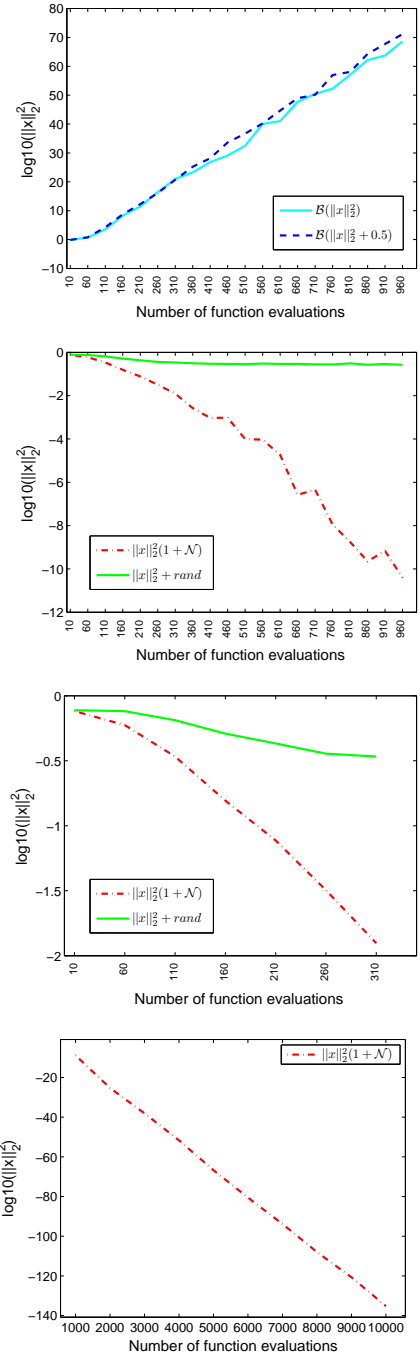 80
70
60
50
40
30
20
10
0
−10
log10(||x||₂²)
B(||x||₂²)
B(||x||₂² + 0.5)
10 60 110 160 210 260 310 360 410 460 510 560 610 660 710 760 810 860 910 960
Number of function evaluations
0
−2
−4
−6
−8
−10
−12
log10(||x||₂²)
||x||₂²(1 + N)
||x||₂² + rand
10 60 110 160 210 260 310 360 410 460 510 560 610 660 710 760 810 860 910 960
Number of function evaluations
0
−0.5
−1
−1.5
−2
log10(||x||₂²)
||x||₂²(1 + N)
||x||₂² + rand
10 60 110 160 210 260 310
Number of function evaluations
||x||₂²(1 + N)
−20
−40
−60
−80
−100
−120
−140
log10(||x||₂²)
1000 2000 3000 4000 5000 6000 7000 8000 9000 10000
Number of function evaluations